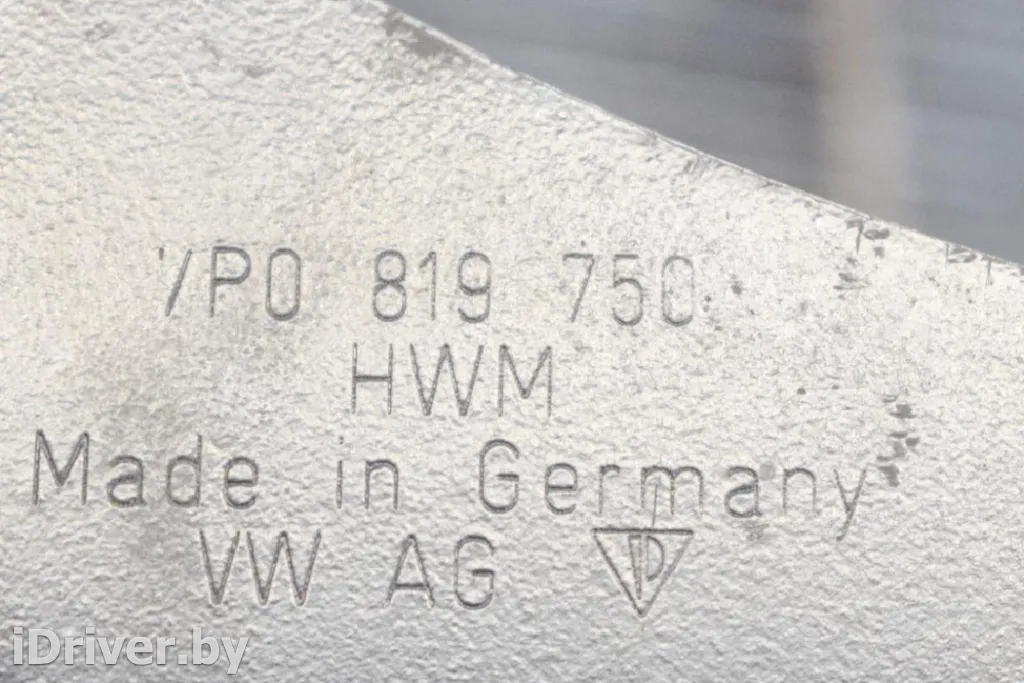 7P0 819 750
HWM
Made in Germany
VW AG
iDriver.by